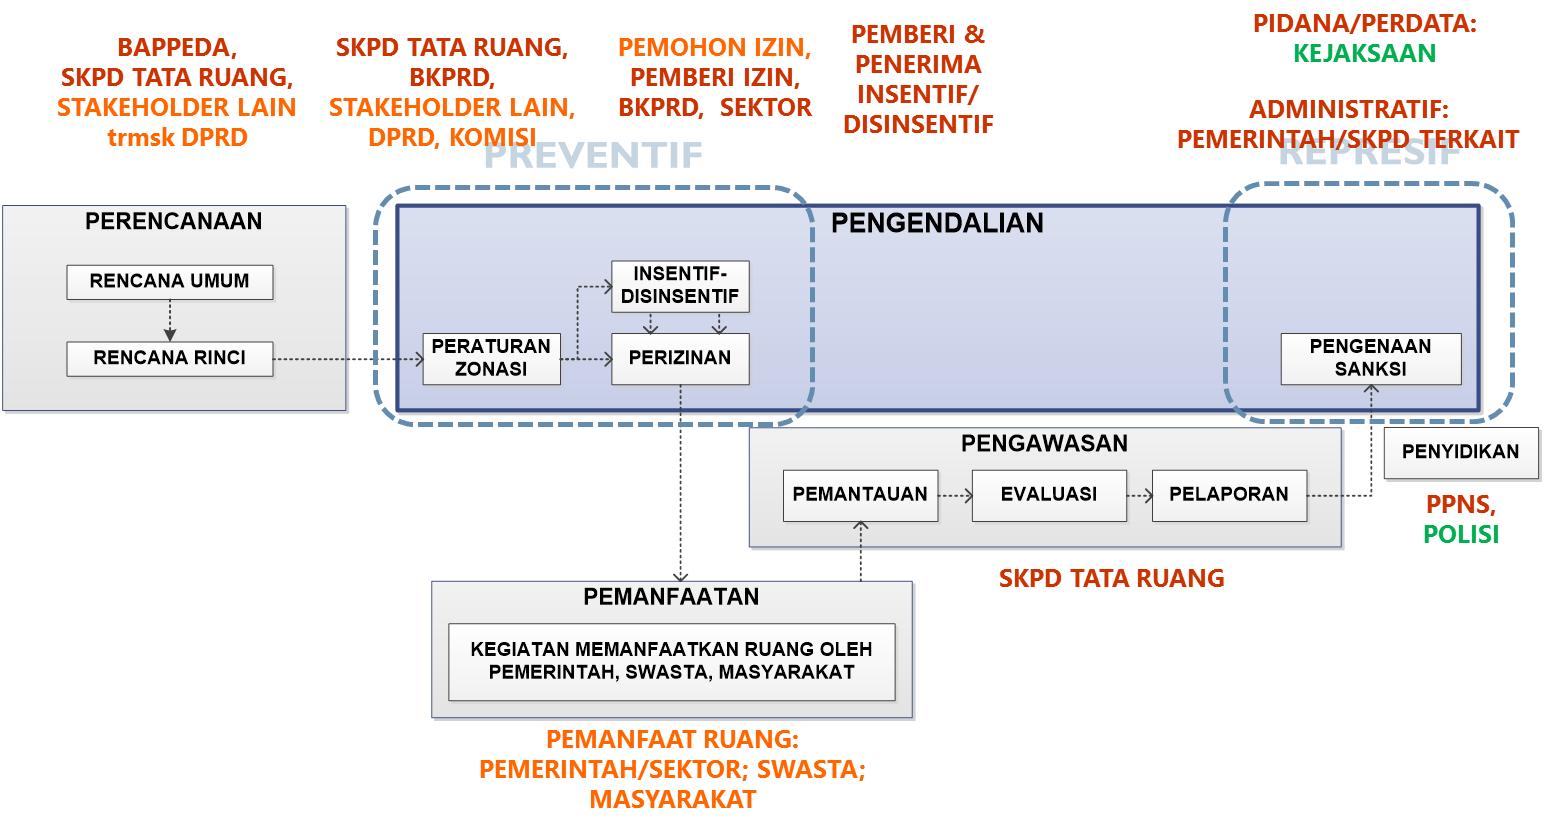 BAPPEDA,
SKPD TATA RUANG,
STAKEHOLDER LAIN
trmsk DPRD
SKPD TATA RUANG,
BKPRD,
STAKEHOLDER LAIN,
DPRD, KOMISI
PEMOHON IZIN,
PEMBERI IZIN,
BKPRD, SEKTOR
PEMBERI &
PENERIMA
INSENTIF/
DISINSENTIF
PIDANA/PERDATA:
KEJAKSAAN
ADMINISTRATIF:
PEMERINTAH/SKPD TERKAIT
PREVENTIF
REPRESIF
PERENCANAAN
RENCANA UMUM
RENCANA RINCI
PENGENDALIAN
INSENTIF-
DISINSENTIF
PERATURAN
ZONASI
PERIZINAN
PENGENAAN
SANKSI
PENGAWASAN
PEMANTAUAN
EVALUASI
PELAPORAN
PENYIDIKAN
PPNS,
POLISI
SKPD TATA RUANG
PEMANFAATAN
KEGIATAN MEMANFAATKAN RUANG OLEH
PEMERINTAH, SWASTA, MASYARAKAT
PEMANFAAT RUANG:
PEMERINTAH/SEKTOR; SWASTA;
MASYARAKAT